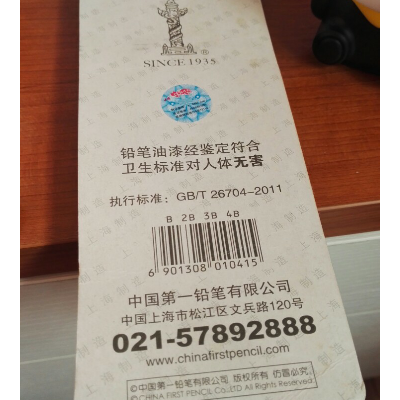 SINCE 1935
铅笔油漆经鉴定符合
卫生标准对人体无害
执行标准：GB/T 26704-2011
B 2B 3B 4B
6 901308 010415
中国第一铅笔有限公司
中国上海市松江区文兵路120号
021-57892888
www.chinafirstpencil.com
©中国第一铅笔有限公司 版权所有 仿冒必究。
©CHINA FIRST PENCIL CO.,LTD. All Rights Reserved.